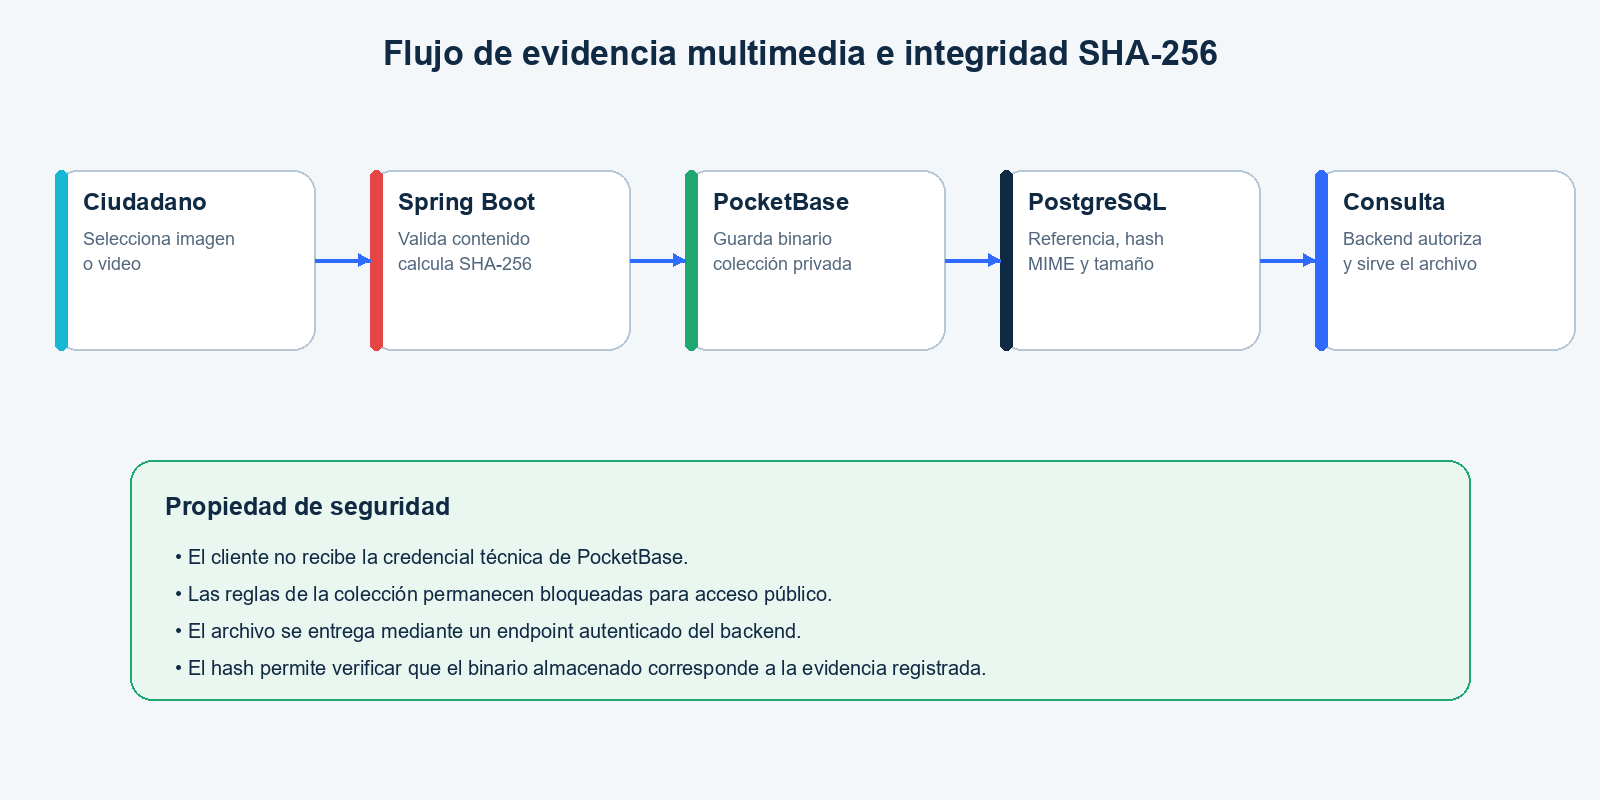 Flujo de evidencia multimedia e integridad SHA-256
Ciudadano
Selecciona imagen
o video
Spring Boot
Valida contenido
calcula SHA-256
PocketBase
Guarda binario
colección privada
PostgreSQL
Referencia, hash
MIME y tamaño
Consulta
Backend autoriza
y sirve el archivo
Propiedad de seguridad
• El cliente no recibe la credencial técnica de PocketBase.
• Las reglas de la colección permanecen bloqueadas para acceso público.
• El archivo se entrega mediante un endpoint autenticado del backend.
• El hash permite verificar que el binario almacenado corresponde a la evidencia registrada.